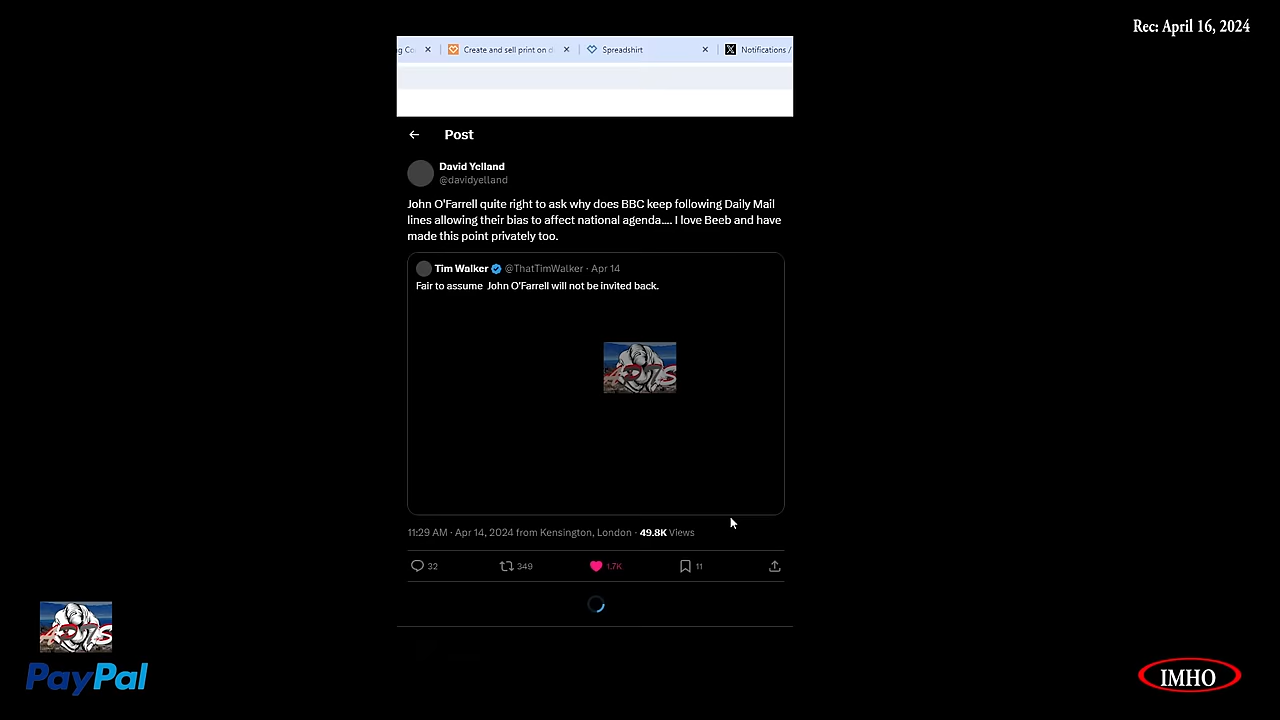 Rec: April 16, 2024
Create and sell print on d
Spreadshirt
Notifications /
Post
David Yelland
@davidyelland
John O'Farrell quite right to ask why does BBC keep following Daily Mail
lines allowing their bias to affect national agenda.... I love Beeb and have
made this point privately too.
Tim Walker @ThatTimWalker · Apr 14
Fair to assume John O'Farrell will not be invited back.
11:29 AM · Apr 14, 2024 from Kensington, London · 49.8K Views
32 349 1.7K 11
PayPal
IMHO